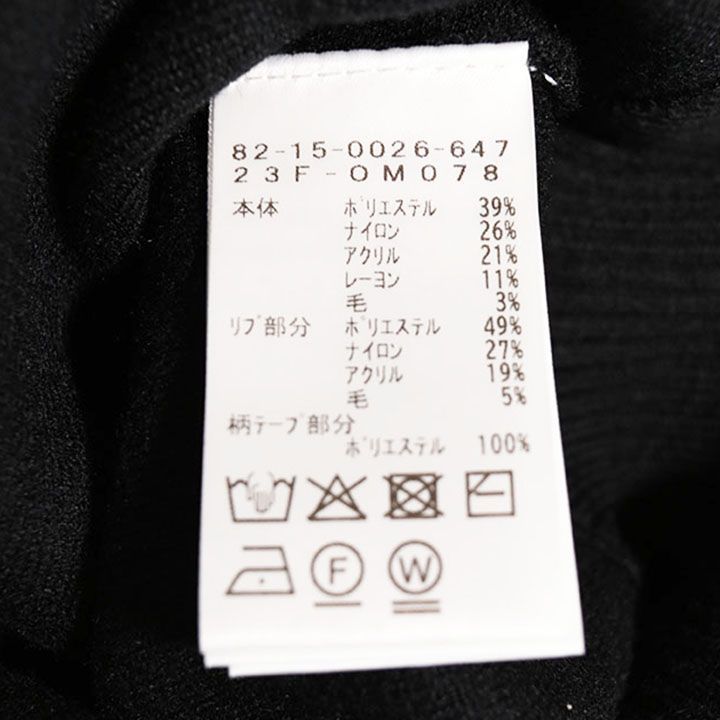 82-15-0026-647
23F-OM078
本体 ポリエステル 39%
ナイロン 26%
アクリル 21%
レーヨン 11%
毛 3%
リブ部分 ポリエステル 49%
ナイロン 27%
アクリル 19%
毛 5%
柄テープ部分
ポリエステル 100%
F W